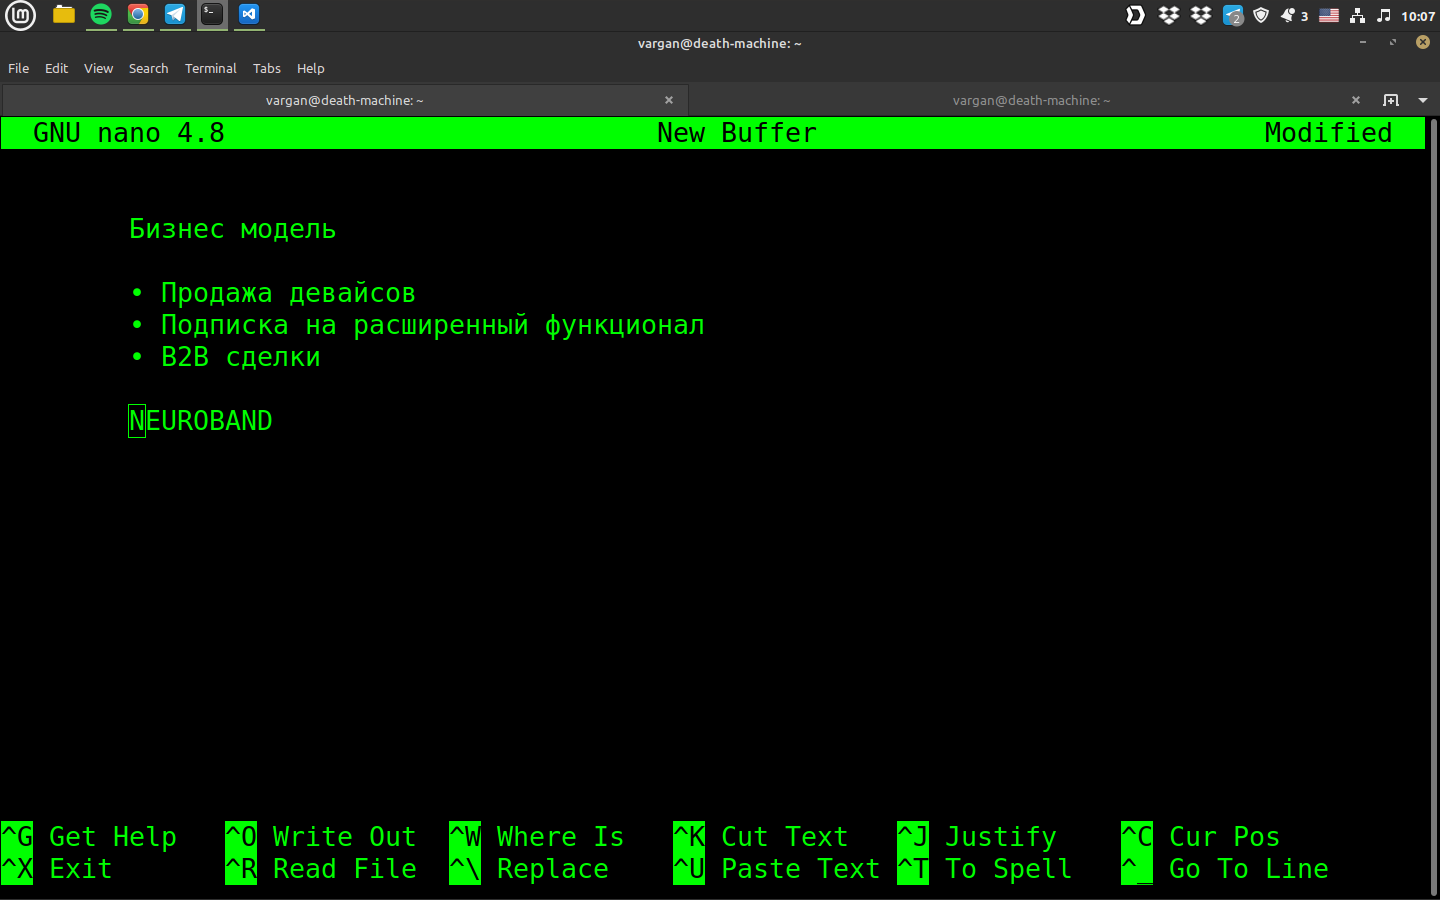 2
3
10:07
vargan@death-machine: ~
File Edit View Search Terminal Tabs Help
vargan@death-machine: ~ vargan@death-machine: ~
GNU nano 4.8 New Buffer Modified
Бизнес модель
• Продажа девайсов
• Подписка на расширенный функционал
• B2B сделки
NEUROBAND
^G Get Help ^O Write Out ^W Where Is ^K Cut Text ^J Justify ^C Cur Pos
^X Exit ^R Read File ^\ Replace ^U Paste Text ^T To Spell ^_ Go To Line